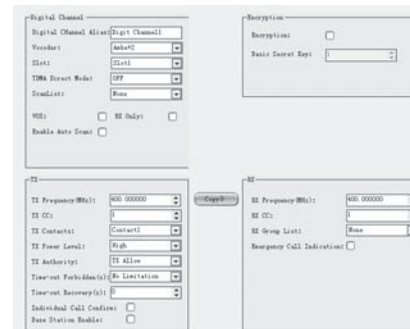 Digital Channel
Digital CHannel Alias: Digit Channel1
Vocoder: Ambe+2
Slot: Slot1
TDMA Direct Mode: OFF
ScanList: None
VOX:
RX Only:
Enable Auto Scan:
Encryption
Encryption:
Basic Secret Key: 1
TX
TX Frequency(MHz): 400.000000
TX CC: 1
TX Contacts: Contact1
TX Power Level: High
TX Authority: TX Allow
Time-out Forbidden(s): No Limitation
Time-out Recovery(s): 0
Individual Call Confirm:
Base Station Enable:
Copy>
RX
RX Frequency(MHz): 400.000000
RX CC: 1
RX Group List: None
Emergency Call Indication: